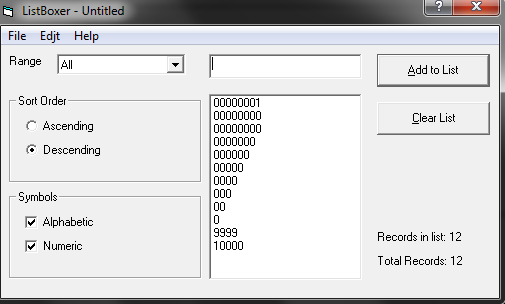 ListBoxer - Untitled
File Edjt Help
Range All
Add to List
Sort Order
Ascending
Descending
Symbols
Alphabetic
Numeric
00000001
00000000
00000000
0000000
000000
00000
0000
000
00
0
9999
10000
Clear List
Records in list: 12
Total Records: 12